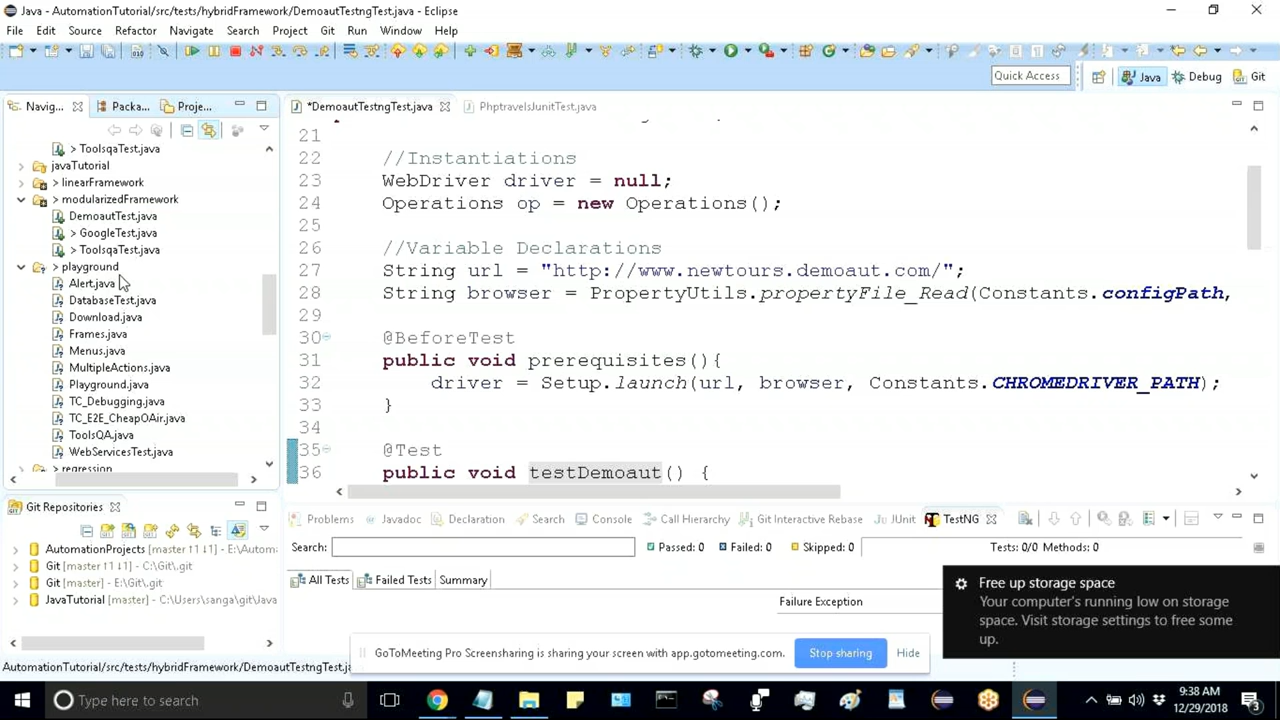 Java - AutomationTutorial/src/tests/hybridFramework/DemoautTestngTest.java - Eclipse
File Edit Source Refactor Navigate Search Project Git Run Window Help
Quick Access
Java
Debug
Git
Navig...
Packa...
Proje...
*DemoautTestngTest.java
PhptravelsJunitTest.java
> ToolsqaTest.java
javaTutorial
> linearFramework
> modularizedFramework
DemoautTest.java
> GoogleTest.java
> ToolsqaTest.java
> playground
Alert.java
DatabaseTest.java
Download.java
Frames.java
Menus.java
MultipleActions.java
Playground.java
TC_Debugging.java
TC_E2E_CheapOAir.java
ToolsQA.java
WebServicesTest.java
> regression
21
22 //Instantiations
23 WebDriver driver = null;
24 Operations op = new Operations();
25
26 //Variable Declarations
27 String url = "http://www.newtours.demoaut.com/";
28 String browser = PropertyUtils.propertyFile_Read(Constants.configPath,
29
30 @BeforeTest
31 public void prerequisites(){
32 driver = Setup.launch(url, browser, Constants.CHROMEDRIVER_PATH);
33 }
34
35 @Test
36 public void testDemoaut() {
Git Repositories
AutomationProjects [master ↑1 ↓1] - E:\Autom
Git [master ↑1 ↓1] - C:\Git\.git
Git [master] - E:\Git\.git
JavaTutorial [master] - C:\Users\sanga\git\Java
Problems Javadoc Declaration Search Console Call Hierarchy Git Interactive Rebase JUnit TestNG
Search:
Passed: 0 Failed: 0 Skipped: 0
Tests: 0/0 Methods: 0
All Tests Failed Tests Summary
Failure Exception
Free up storage space
Your computer's running low on storage
space. Visit storage settings to free some
up.
GoToMeeting Pro Screensharing is sharing your screen with app.gotomeeting.com.
Stop sharing
Hide
AutomationTutorial/src/tests/hybridFramework/DemoautTestngTest.ja
Type here to search
9:38 AM
12/29/2018
3